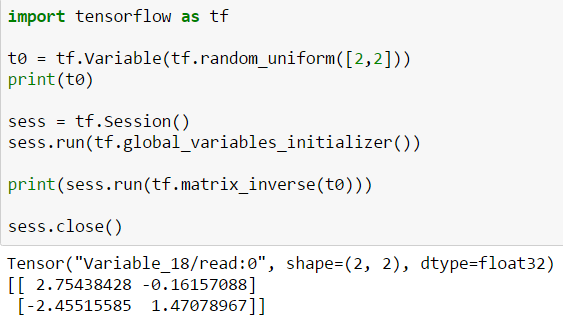 import tensorflow as tf
t0 = tf.Variable(tf.random_uniform([2,2]))
print(t0)
sess = tf.Session()
sess.run(tf.global_variables_initializer())
print(sess.run(tf.matrix_inverse(t0)))
sess.close()
Tensor("Variable_18/read:0", shape=(2, 2), dtype=float32)
[[ 2.75438428 -0.16157088]
 [-2.45515585  1.47078967]]